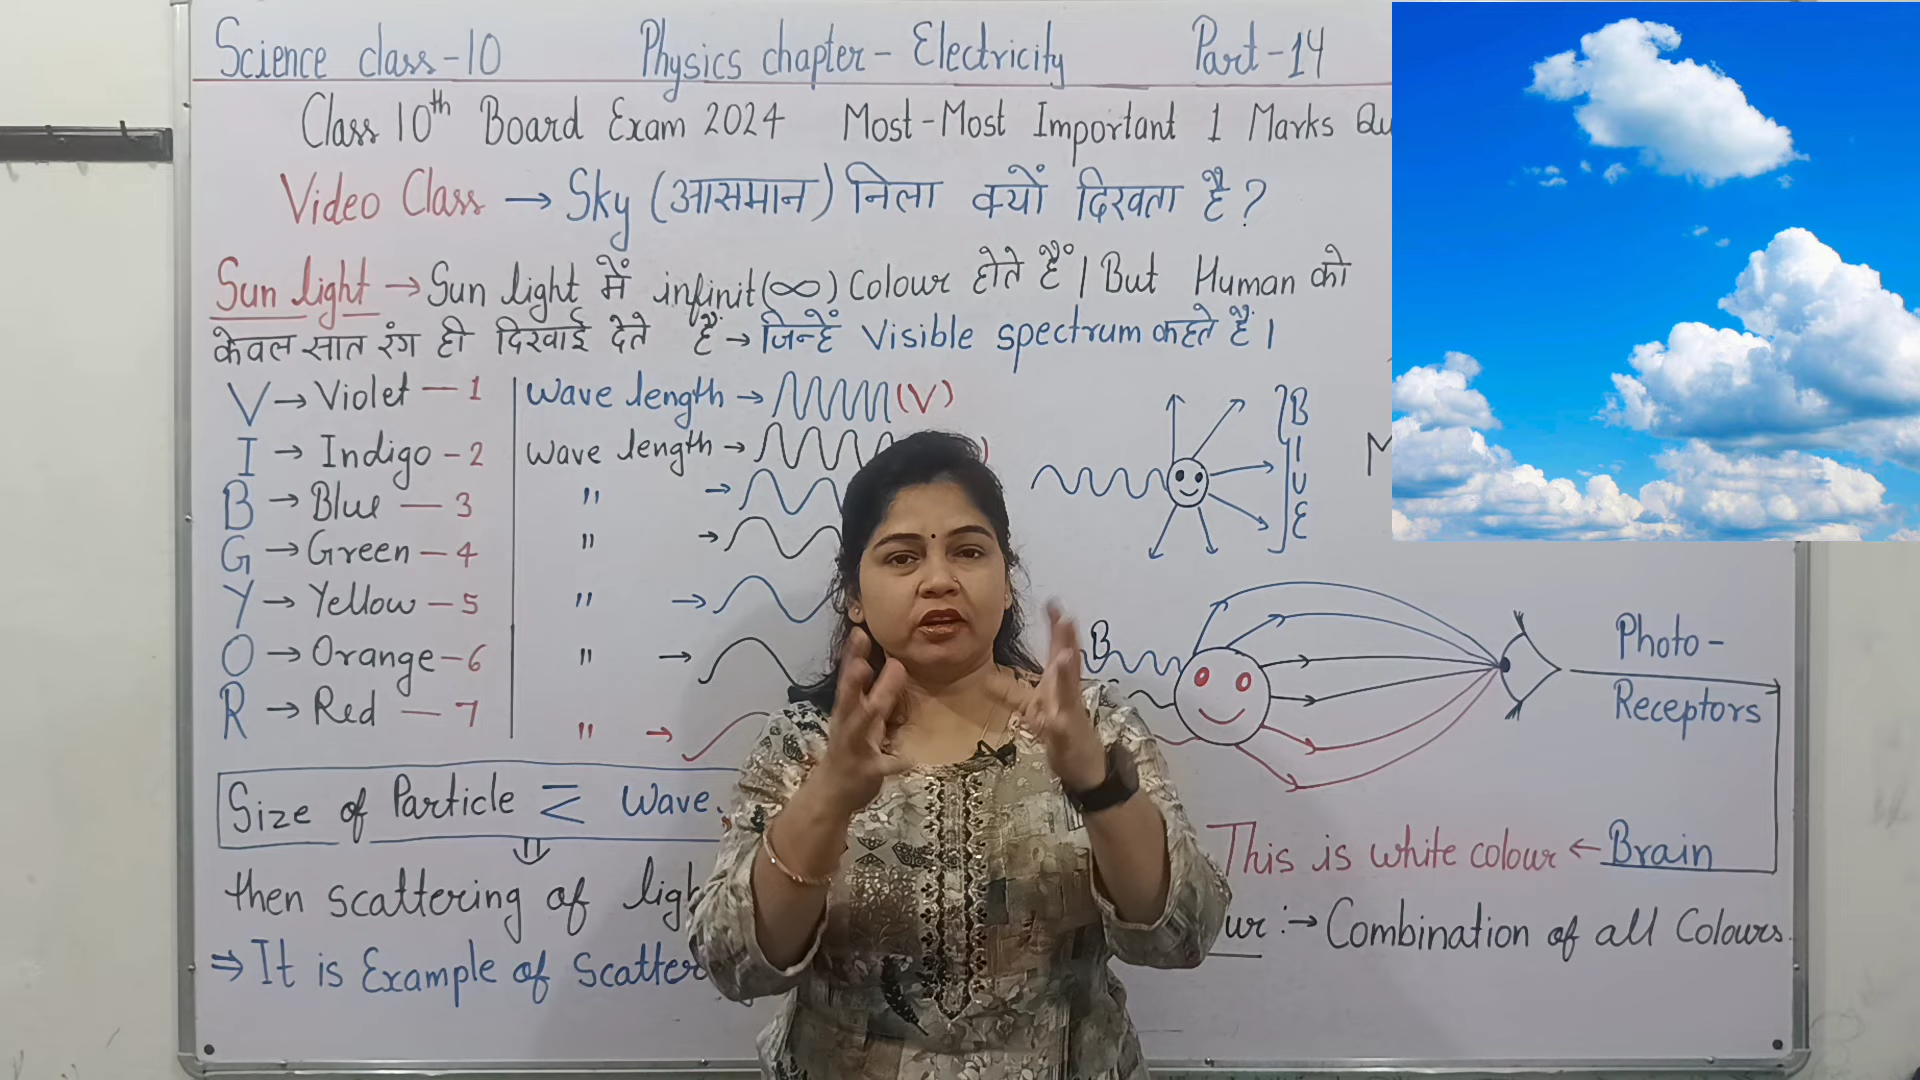 Science class-10 Physics chapter- Electricity Part-14
Class 10th Board Exam 2024 Most-Most Important 1 Marks
Video Class → Sky (आसमान) निला क्यों दिखता है?
Sun light → Sun light में infinit(∞) Colour होते हैं। But Human को
केवल सात रंग ही दिखाई देते हैं → जिन्हें Visible spectrum कहते हैं।
V → Violet — 1 Wave length → (V)
I → Indigo - 2 Wave length →
B → Blue — 3 " →
G → Green — 4 " →
Y → Yellow — 5 " →
O → Orange — 6 " →
R → Red — 7 " →
BlUE
B
Photo-
Receptors
Brain
This is white colour ←
Size of Particle Wave
then scattering of
Combination of all Colours.
⇒ It is Example of